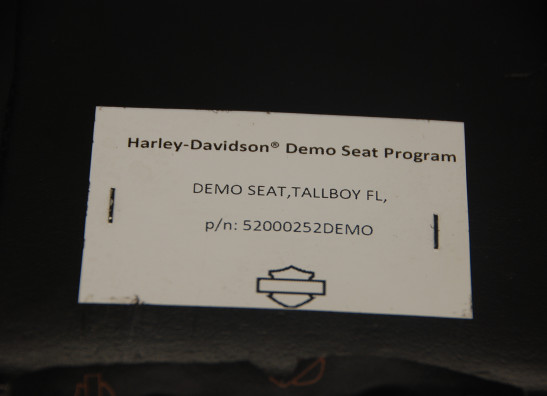 Harley-Davidson® Demo Seat Program
DEMO SEAT,TALLBOY FL,
p/n: 52000252DEMO